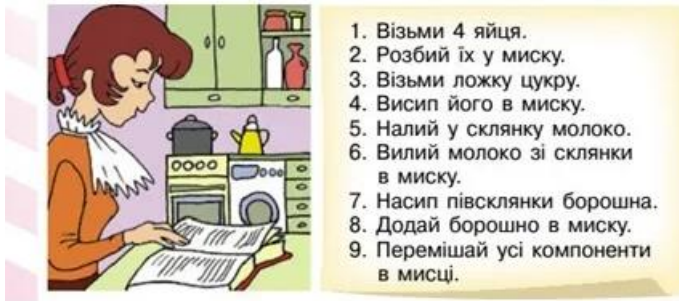 1. Візьми 4 яйця.
2. Розбий їх у миску.
3. Візьми ложку цукру.
4. Висип його в миску.
5. Налий у склянку молоко.
6. Вилий молоко зі склянки
в миску.
7. Насип півсклянки борошна.
8. Додай борошно в миску.
9. Перемішай усі компоненти
в мисці.